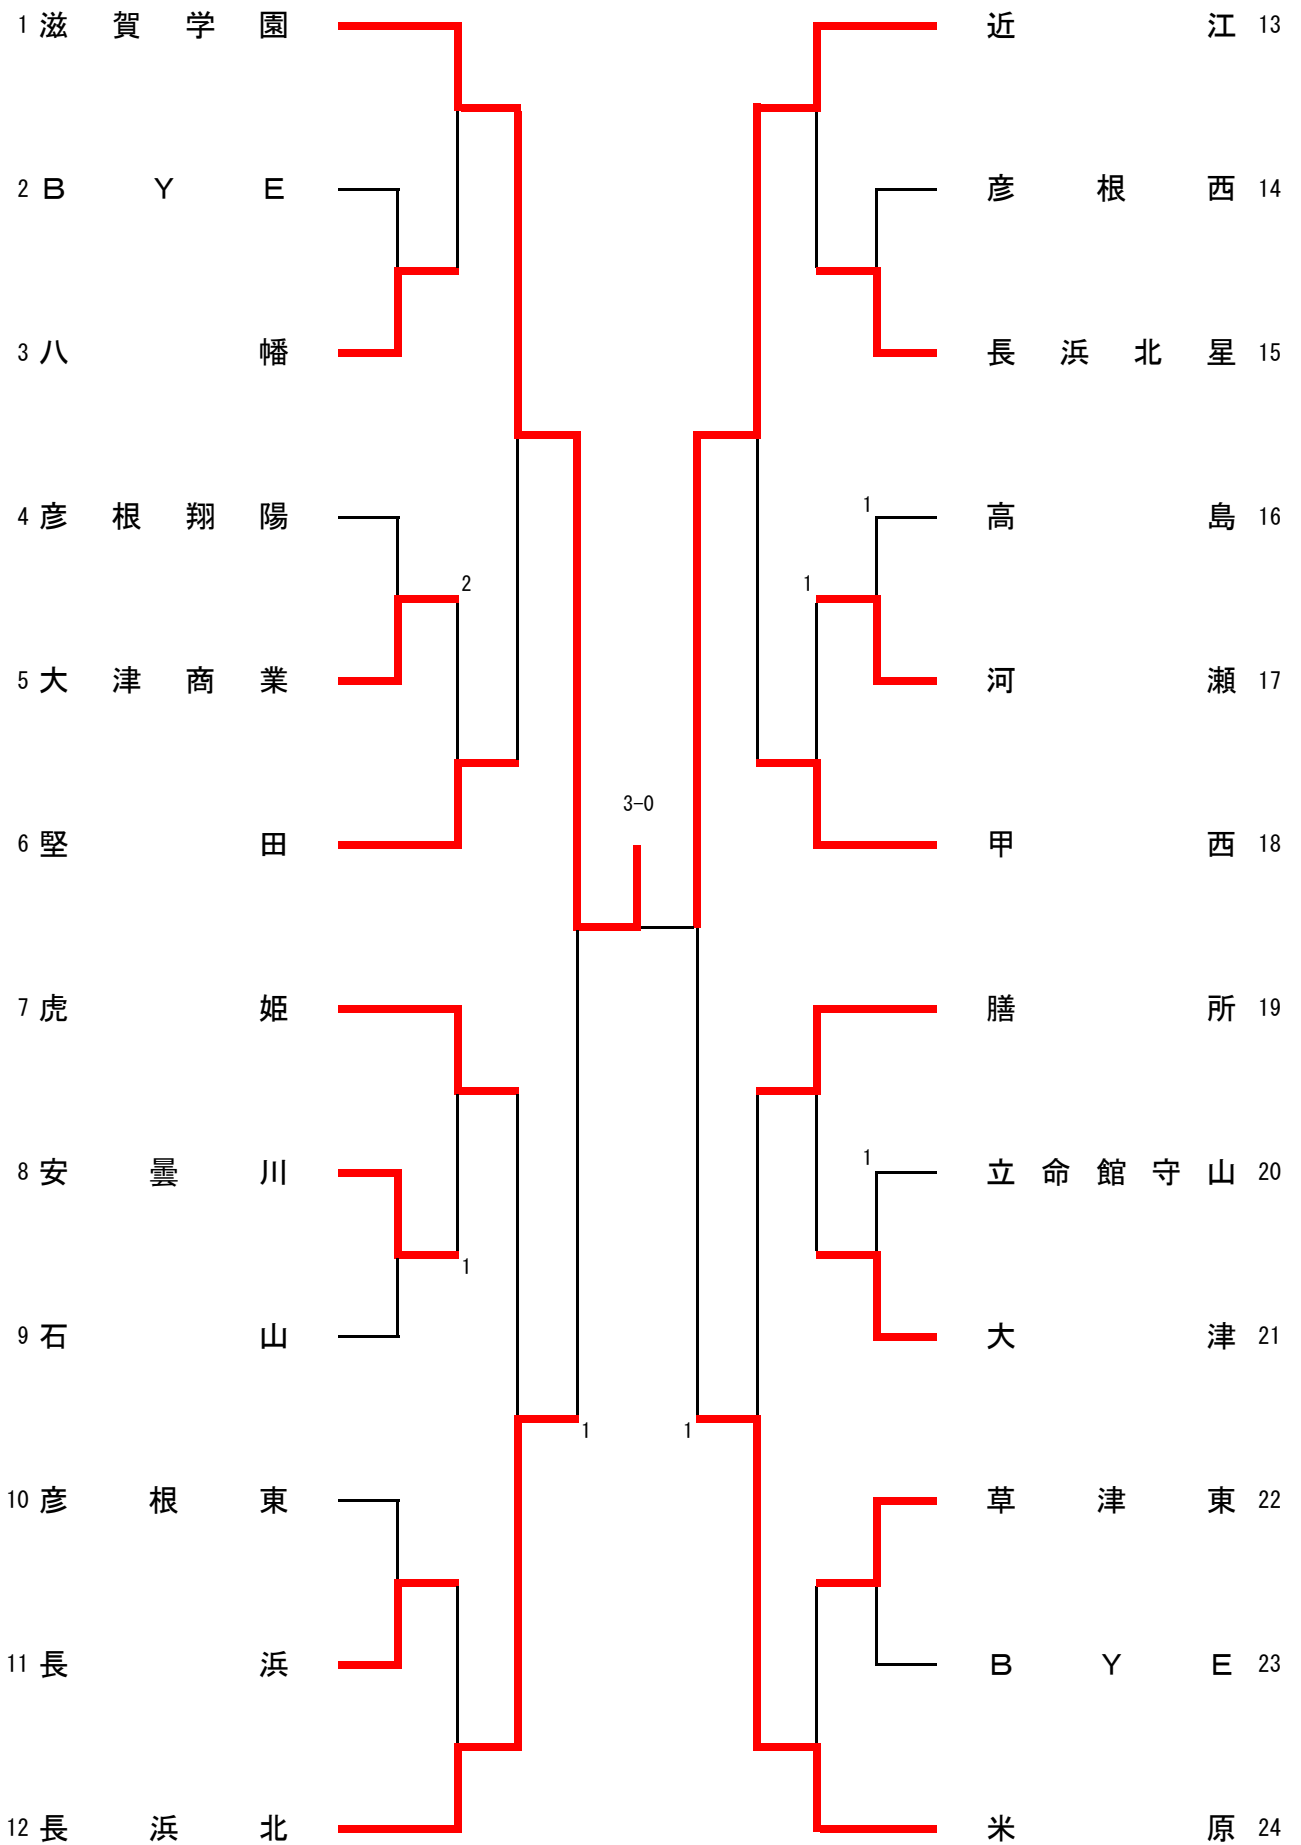 1 滋賀学園
2 ＢＹＥ
3 八幡
4 彦根翔陽
2
5 大津商業
6 堅田
7 虎姫
8 安曇川
1
9 石山
1
10 彦根東
11 長浜
12 長浜北
3-0
近江 13
彦根西 14
長浜北星 15
1
高島 16
1
河瀬 17
甲西 18
膳所 19
1
立命館守山 20
大津 21
1
草津東 22
ＢＹＥ 23
米原 24